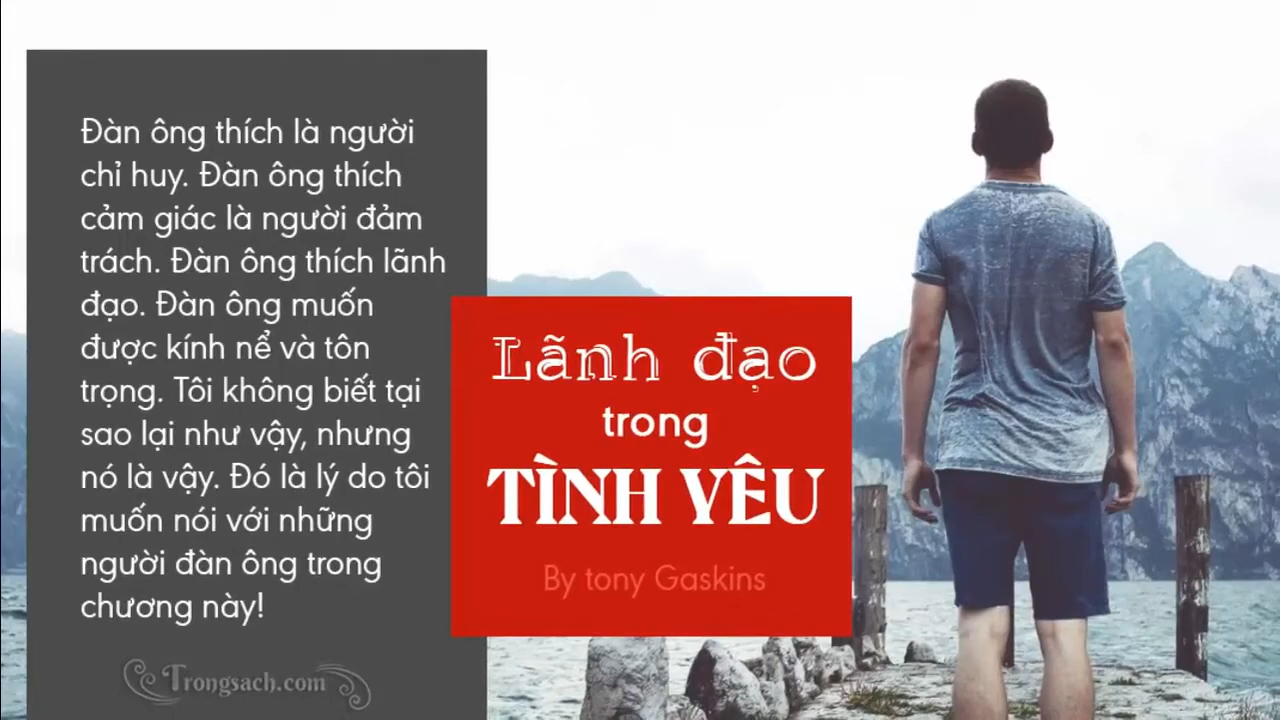 Đàn ông thích là người
chỉ huy. Đàn ông thích
cảm giác là người đảm
trách. Đàn ông thích lãnh
đạo. Đàn ông muốn
được kính nể và tôn
trọng. Tôi không biết tại
sao lại như vậy, nhưng
nó là vậy. Đó là lý do tôi
muốn nói với những
người đàn ông trong
chương này!
Trongsach.com
Lãnh đạo
trong
TÌNH YÊU
By tony Gaskins